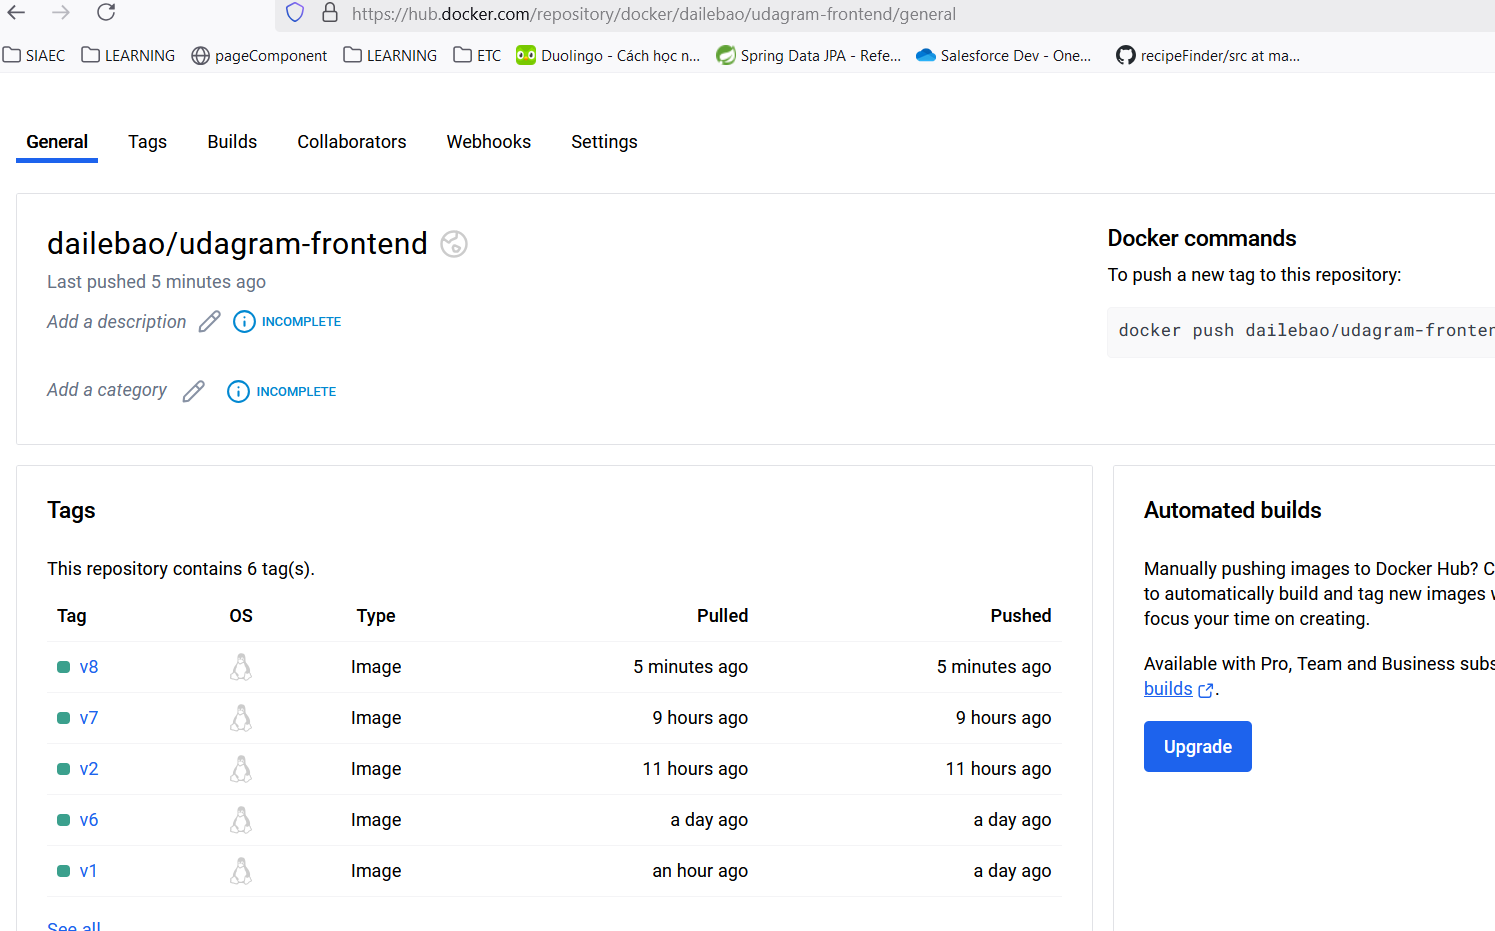 https://hub.docker.com/repository/docker/dailebao/udagram-frontend/general
SIAEC LEARNING pageComponent LEARNING ETC Duolingo - Cách học n... Spring Data JPA - Refe... Salesforce Dev - One... recipeFinder/src at ma...
General Tags Builds Collaborators Webhooks Settings
dailebao/udagram-frontend
Last pushed 5 minutes ago
Add a description INCOMPLETE
Add a category INCOMPLETE
Docker commands
To push a new tag to this repository:
docker push dailebao/udagram-fronten
Tags
This repository contains 6 tag(s).
Tag OS Type Pulled Pushed
v8 Image 5 minutes ago 5 minutes ago
v7 Image 9 hours ago 9 hours ago
v2 Image 11 hours ago 11 hours ago
v6 Image a day ago a day ago
v1 Image an hour ago a day ago
See all
Automated builds
Manually pushing images to Docker Hub? C
to automatically build and tag new images w
focus your time on creating.
Available with Pro, Team and Business subs
builds.
Upgrade